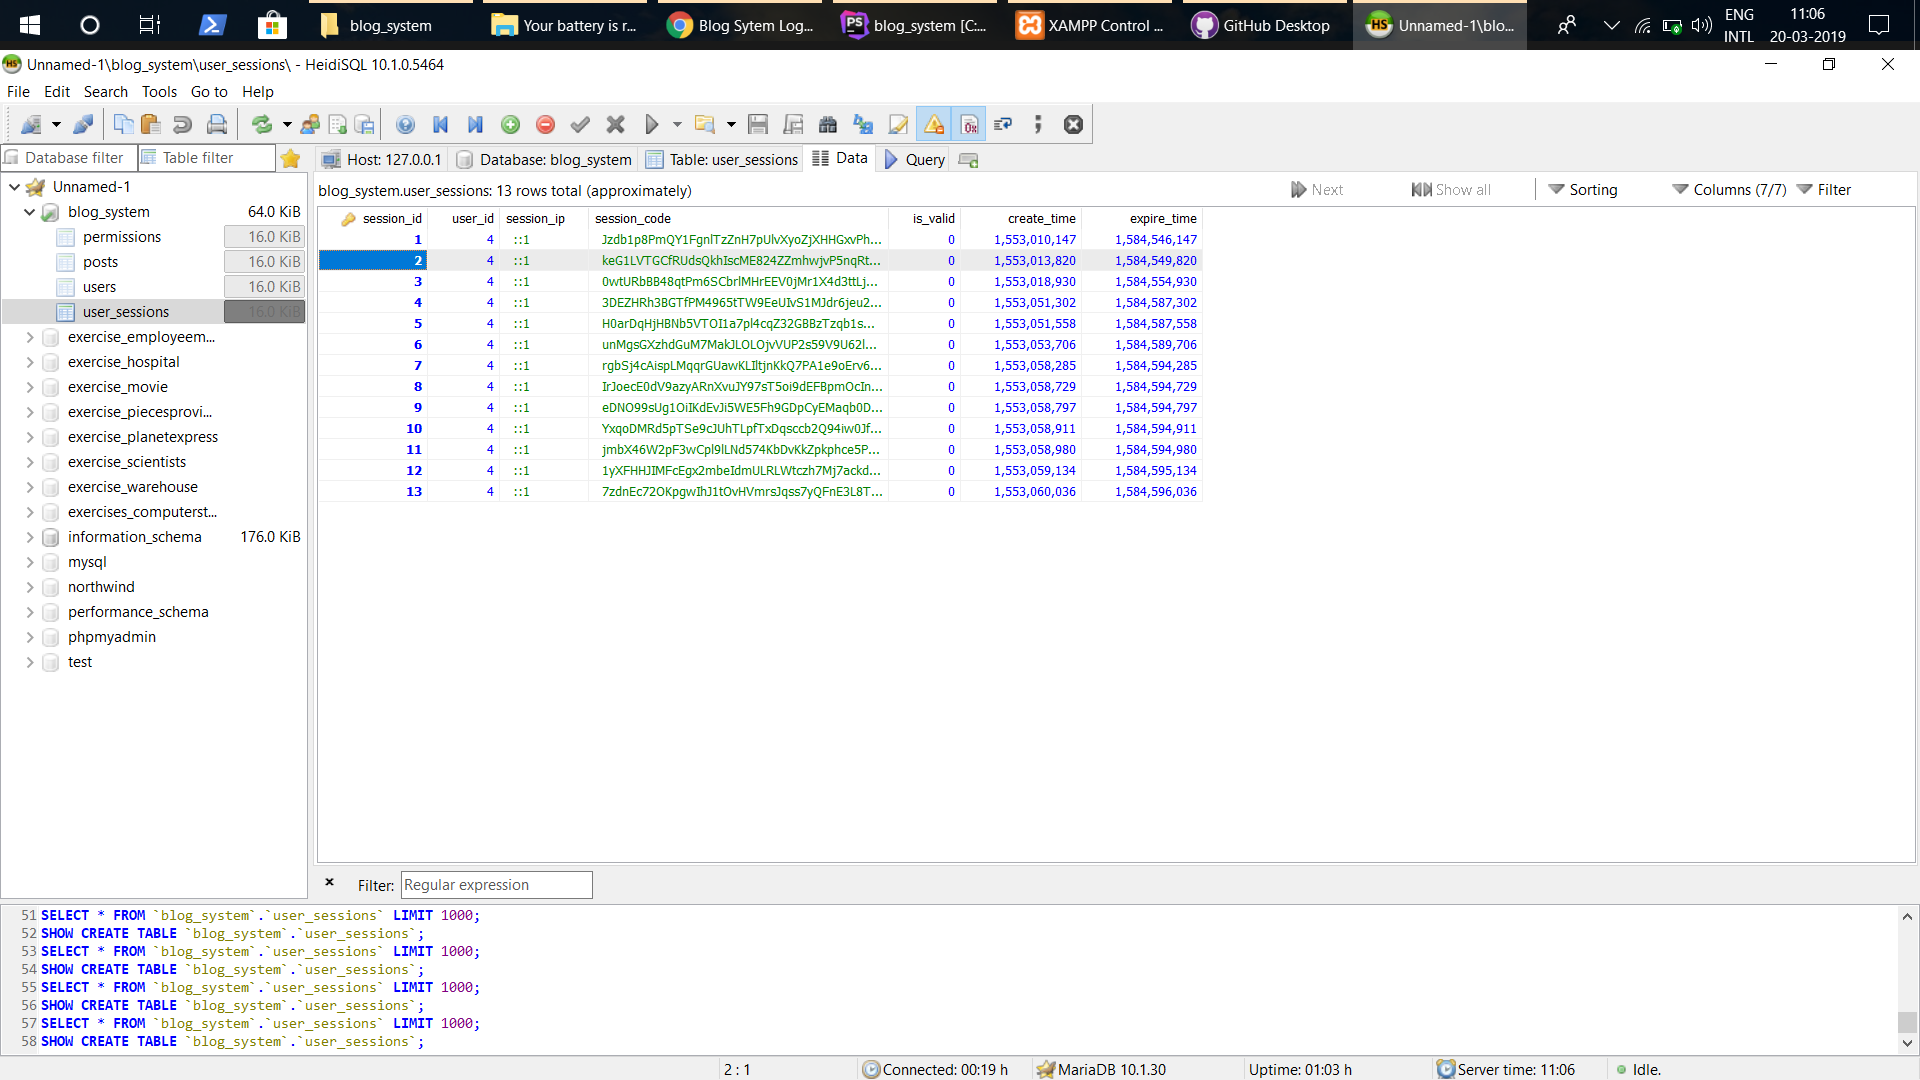 blog_system
Your battery is r...
Blog Sytem Log...
blog_system [C:...
XAMPP Control ...
GitHub Desktop
Unnamed-1\blo...
ENG
INTL
11:06
20-03-2019
Unnamed-1\blog_system\user_sessions\ - HeidiSQL 10.1.0.5464
File Edit Search Tools Go to Help
Database filter Table filter
Host: 127.0.0.1 Database: blog_system Table: user_sessions Data Query
Unnamed-1
blog_system 64.0 KiB
permissions 16.0 KiB
posts 16.0 KiB
users 16.0 KiB
user_sessions 16.0 KiB
exercise_employeem...
exercise_hospital
exercise_movie
exercise_piecesprovi...
exercise_planetexpress
exercise_scientists
exercise_warehouse
exercises_computerst...
information_schema 176.0 KiB
mysql
northwind
performance_schema
phpmyadmin
test
blog_system.user_sessions: 13 rows total (approximately) Next Show all Sorting Columns (7/7) Filter
session_id user_id session_ip session_code is_valid create_time expire_time
1 4 ::1 Jzdb1p8PmQY1FgnlTzZnH7pUlvXyoZjXHHGxvPh... 0 1,553,010,147 1,584,546,147
2 4 ::1 keG1LVTGCfRUdsQkhIscME824ZZmhwjvP5nqRt... 0 1,553,013,820 1,584,549,820
3 4 ::1 0wtURbBB48qtPm6SCbrlMHrEEV0jMr1X4d3ttLj... 0 1,553,018,930 1,584,554,930
4 4 ::1 3DEZHRh3BGTfPM4965tTW9EeUIvS1MJdr6jeu2... 0 1,553,051,302 1,584,587,302
5 4 ::1 H0arDqHjHBNb5VTOI1a7pl4cqZ32GBBzTzqb1s... 0 1,553,051,558 1,584,587,558
6 4 ::1 unMgsGXzhdGuM7MakJLOLOjvVUP2s59V9U62l... 0 1,553,053,706 1,584,589,706
7 4 ::1 rgbSj4cAispLMqqrGUawKLIltjnKkQ7PA1e9oErv6... 0 1,553,058,285 1,584,594,285
8 4 ::1 IrJoecE0dV9azyARnXvuJY97sT5oi9dEFBpmOcIn... 0 1,553,058,729 1,584,594,729
9 4 ::1 eDNO99sUg1OiIKdEvJi5WE5Fh9GDpCyEMaqb0D... 0 1,553,058,797 1,584,594,797
10 4 ::1 YxqoDMRd5pTSe9cJUhTLpfTxDqsccb2Q94iw0Jf... 0 1,553,058,911 1,584,594,911
11 4 ::1 jmbX46W2pF3wCpl9lLNd574KbDvKkZpkphce5P... 0 1,553,058,980 1,584,594,980
12 4 ::1 1yXFHHJIMFcEgx2mbeIdmULRLWtczh7Mj7ackd... 0 1,553,059,134 1,584,595,134
13 4 ::1 7zdnEc72OKpgwIhJ1tOvHVmrsJqss7yQFnE3L8T... 0 1,553,060,036 1,584,596,036
Filter: Regular expression
51 SELECT * FROM `blog_system`.`user_sessions` LIMIT 1000;
52 SHOW CREATE TABLE `blog_system`.`user_sessions`;
53 SELECT * FROM `blog_system`.`user_sessions` LIMIT 1000;
54 SHOW CREATE TABLE `blog_system`.`user_sessions`;
55 SELECT * FROM `blog_system`.`user_sessions` LIMIT 1000;
56 SHOW CREATE TABLE `blog_system`.`user_sessions`;
57 SELECT * FROM `blog_system`.`user_sessions` LIMIT 1000;
58 SHOW CREATE TABLE `blog_system`.`user_sessions`;
2 : 1 Connected: 00:19 h MariaDB 10.1.30 Uptime: 01:03 h Server time: 11:06 Idle.